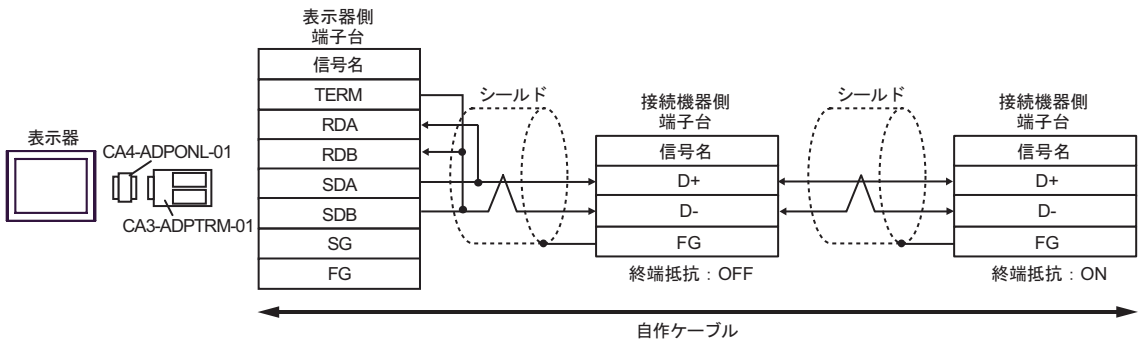 表示器
CA4-ADPONL-01
CA3-ADPTRM-01
表示器側
端子台
信号名
TERM
RDA
RDB
SDA
SDB
SG
FG
シールド
接続機器側
端子台
信号名
D+
D-
FG
終端抵抗：OFF
シールド
接続機器側
端子台
信号名
D+
D-
FG
終端抵抗：ON
自作ケーブル